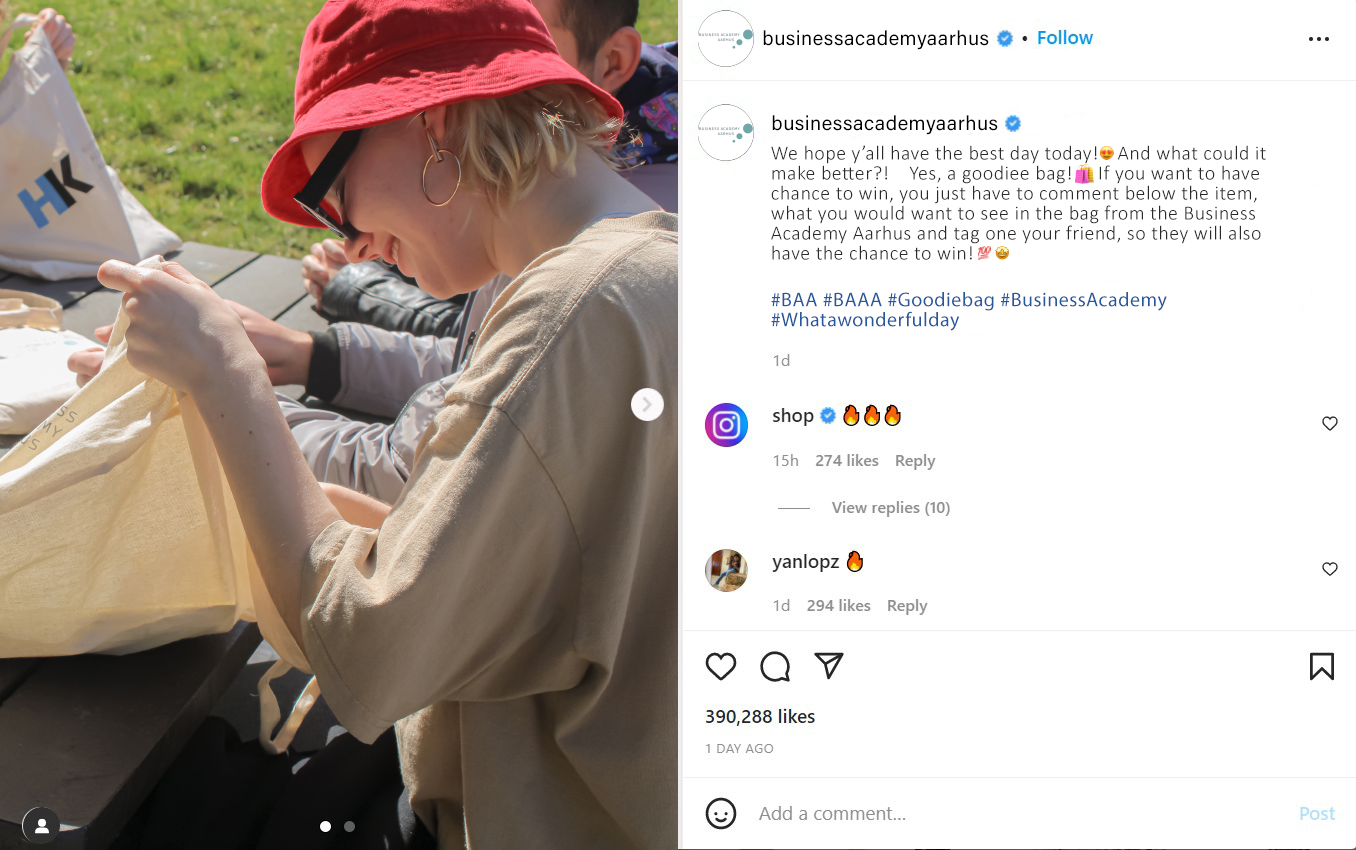 businessacademyaarhus • Follow
BUSINESS ACADEMY
AARHUS
businessacademyaarhus
BUSINESS ACADEMY
AARHUS
We hope y’all have the best day today!😍And what could it
make better?! Yes, a goodiee bag!🛍️If you want to have
chance to win, you just have to comment below the item,
what you would want to see in the bag from the Business
Academy Aarhus and tag one your friend, so they will also
have the chance to win!💯🤩
#BAA #BAAA #Goodiebag #BusinessAcademy
#Whatawonderfulday
1d
shop 🔥🔥🔥
15h 274 likes Reply
View replies (10)
yanlopz 🔥
1d 294 likes Reply
390,288 likes
1 DAY AGO
Add a comment... Post
HK
SS
MY
US